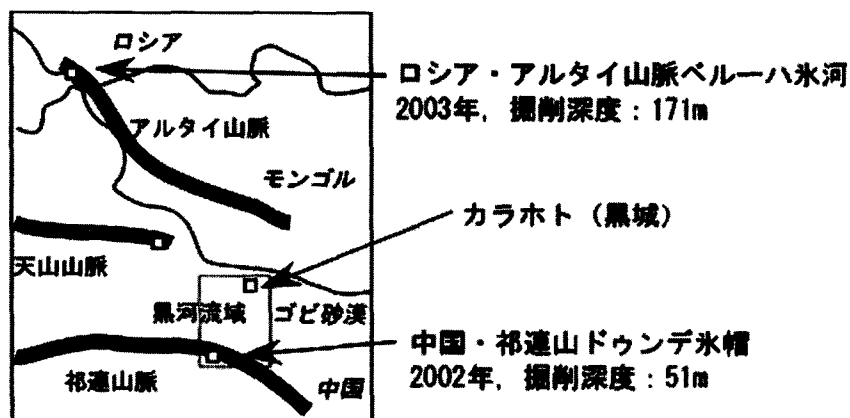 ロシア
ロシア・アルタイ山脈ベルーハ氷河
2003年，掘削深度：171m
アルタイ山脈
モンゴル
カラホト（黒城）
天山山脈
黒河流域
ゴビ砂漠
中国・祁連山ドゥンデ氷帽
2002年，掘削深度：51m
祁連山脈
中国